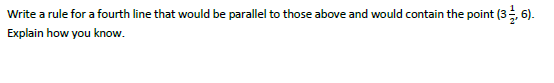 Write a rule for a fourth line that would be parallel to those above and would contain the point (3 1/2, 6).
Explain how you know.